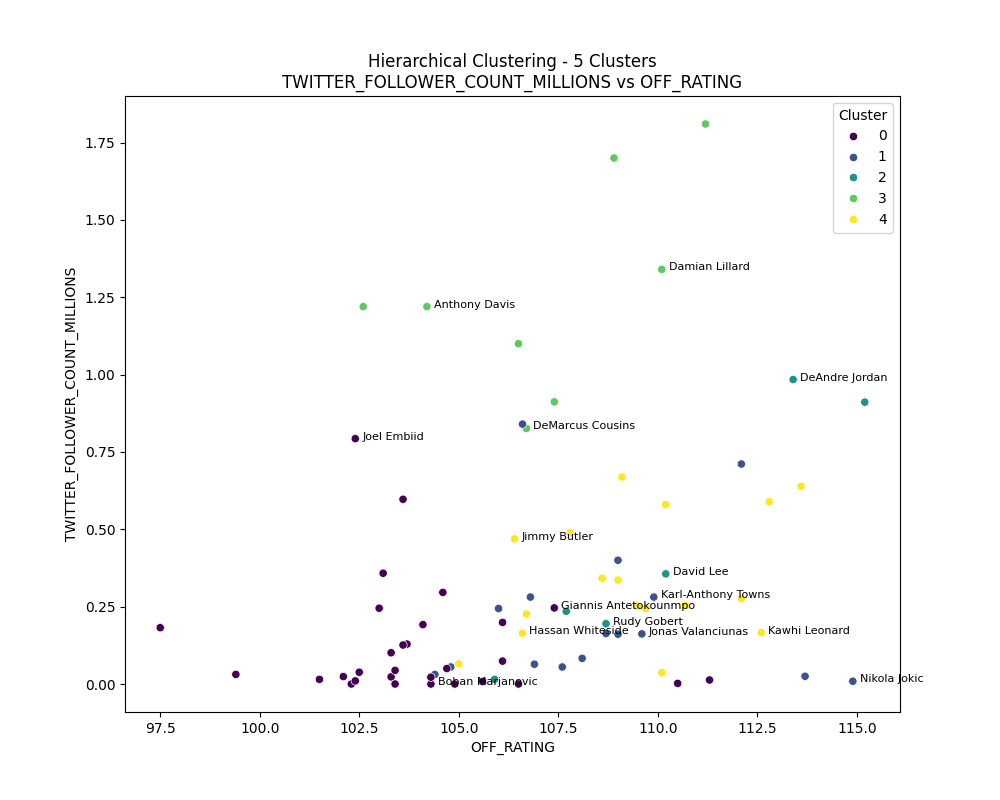 Hierarchical Clustering - 5 Clusters
TWITTER_FOLLOWER_COUNT_MILLIONS vs OFF_RATING
Cluster
0
1
2
3
4
TWITTER_FOLLOWER_COUNT_MILLIONS
1.75
1.50
1.25
1.00
0.75
0.50
0.25
0.00
Damian Lillard
Anthony Davis
DeAndre Jordan
DeMarcus Cousins
Joel Embiid
Jimmy Butler
David Lee
Karl-Anthony Towns
Giannis Antetokounmpo
Rudy Gobert
Hassan Whiteside
Jonas Valanciunas
Kawhi Leonard
Boban Marjanovic
Nikola Jokic
97.5 100.0 102.5 105.0 107.5 110.0 112.5 115.0
OFF_RATING